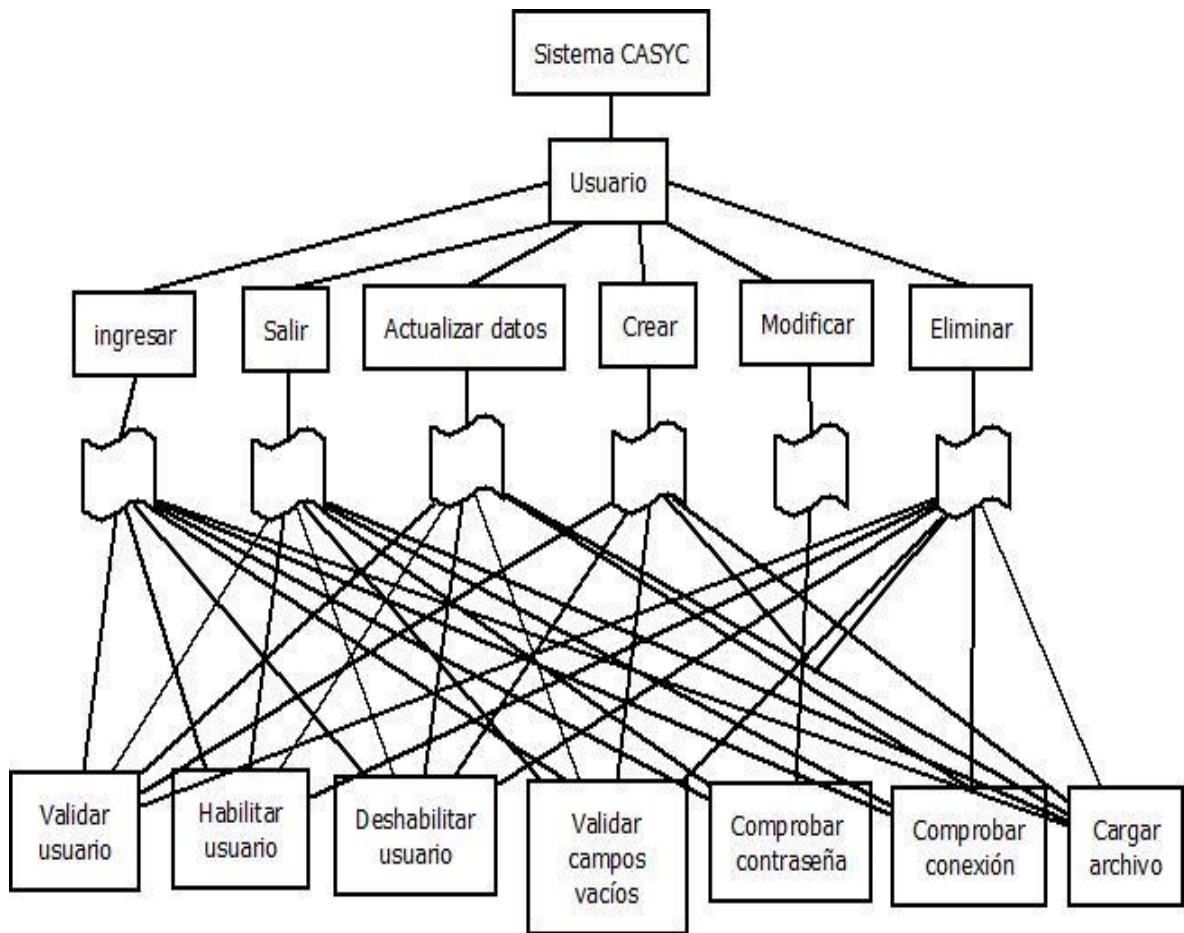 Sistema CASYC
Usuario
ingresar
Salir
Actualizar datos
Crear
Modificar
Eliminar
Validar
usuario
Habilitar
usuario
Deshabilitar
usuario
Validar
campos
vacíos
Comprobar
contraseña
Comprobar
conexión
Cargar
archivo